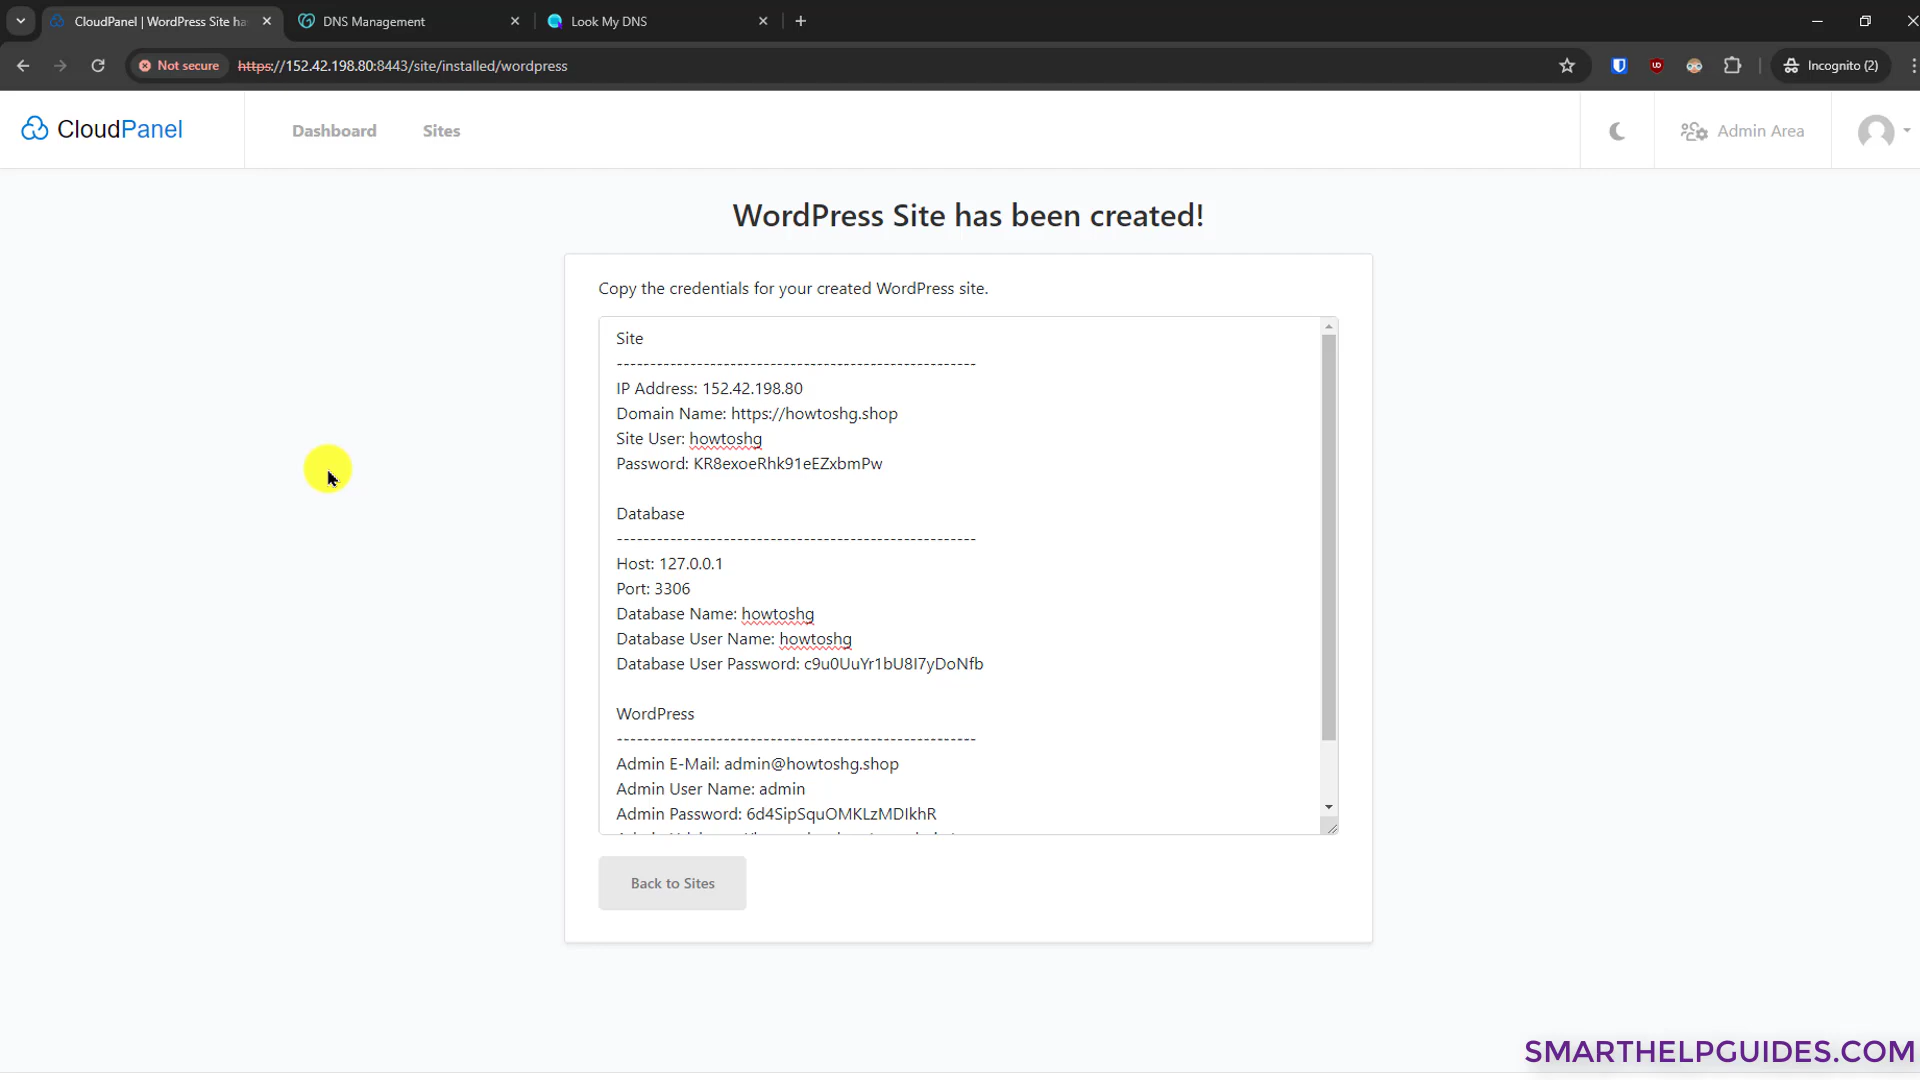 CloudPanel | WordPress Site ha
DNS Management
Look My DNS
Not secure
https://152.42.198.80:8443/site/installed/wordpress
Incognito (2)
CloudPanel
Dashboard
Sites
Admin Area
WordPress Site has been created!
Copy the credentials for your created WordPress site.
Site
------------------------------------------------------
IP Address: 152.42.198.80
Domain Name: https://howtoshg.shop
Site User: howtoshg
Password: KR8exoeRhk91eEZxbmPw
Database
------------------------------------------------------
Host: 127.0.0.1
Port: 3306
Database Name: howtoshg
Database User Name: howtoshg
Database User Password: c9u0UuYr1bU8I7yDoNfb
WordPress
------------------------------------------------------
Admin E-Mail: admin@howtoshg.shop
Admin User Name: admin
Admin Password: 6d4SipSquOMKLzMDIkhR
Back to Sites
SMARTHELPGUIDES.COM